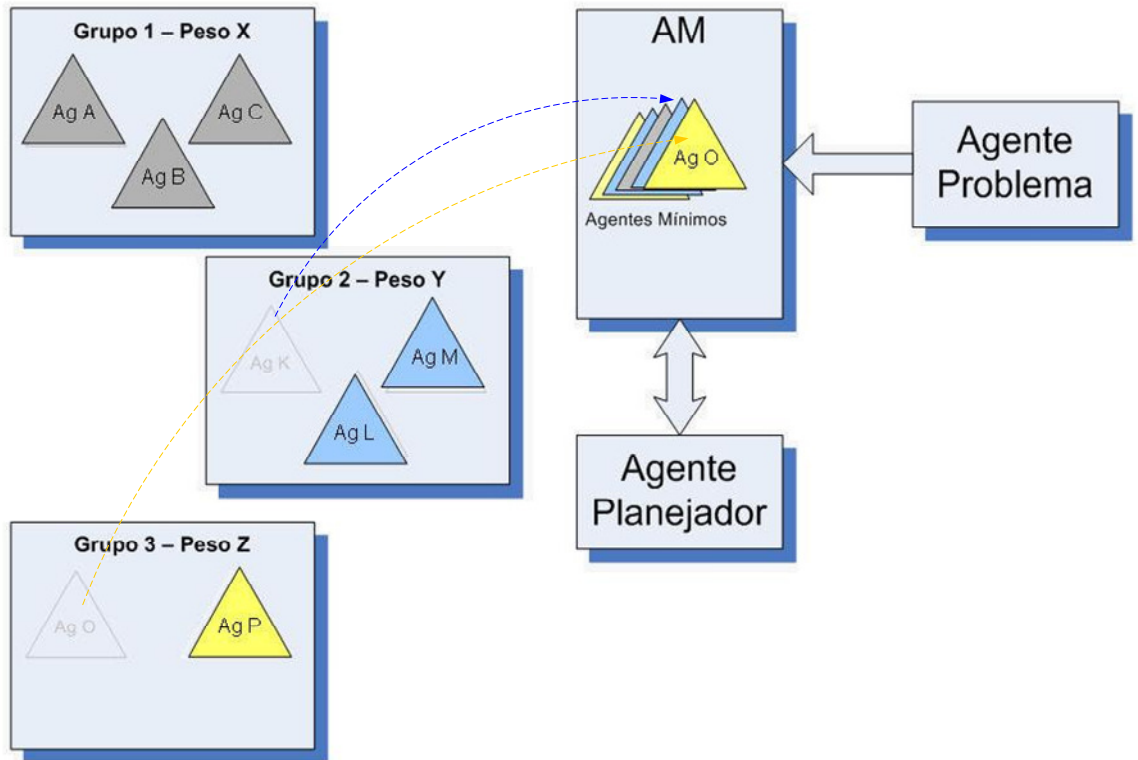 Grupo 1 – Peso X
Ag A
Ag C
Ag B
AM
Ag O
Agentes Mínimos
Agente
Problema
Grupo 2 – Peso Y
Ag K
Ag M
Ag L
Agente
Planejador
Grupo 3 – Peso Z
Ag O
Ag P